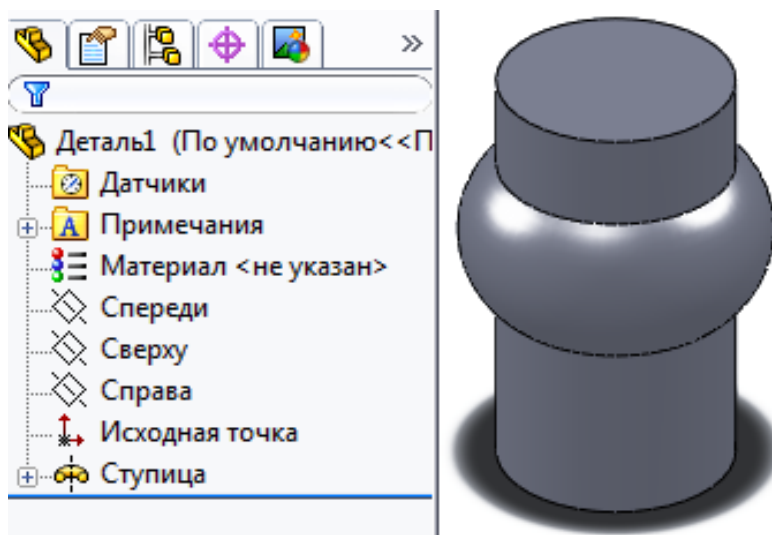 Деталь1 (По умолчанию<<П
Датчики
Примечания
Материал <не указан>
Спереди
Сверху
Справа
Исходная точка
Ступица